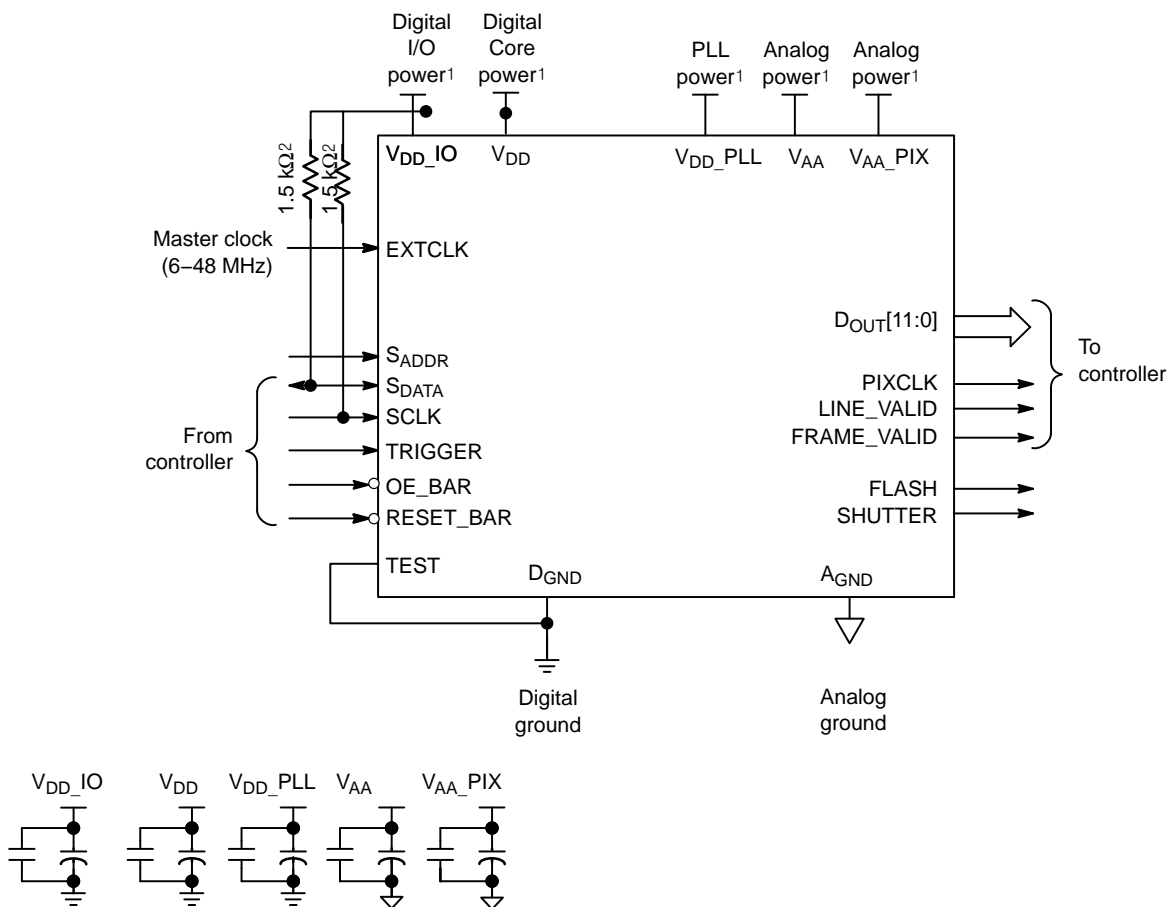 Digital
I/O
power1
Digital
Core
power1
PLL
power1
Analog
power1
Analog
power1
1.5 kΩ2
1.5 kΩ2
VDD_IO
VDD
VDD_PLL
VAA
VAA_PIX
Master clock
(6–48 MHz)
EXTCLK
SADDR
SDATA
SCLK
TRIGGER
OE_BAR
RESET_BAR
TEST
From
controller
DOUT[11:0]
PIXCLK
LINE_VALID
FRAME_VALID
FLASH
SHUTTER
To
controller
DGND
AGND
Digital
ground
Analog
ground
VDD_IO
VDD
VDD_PLL
VAA
VAA_PIX